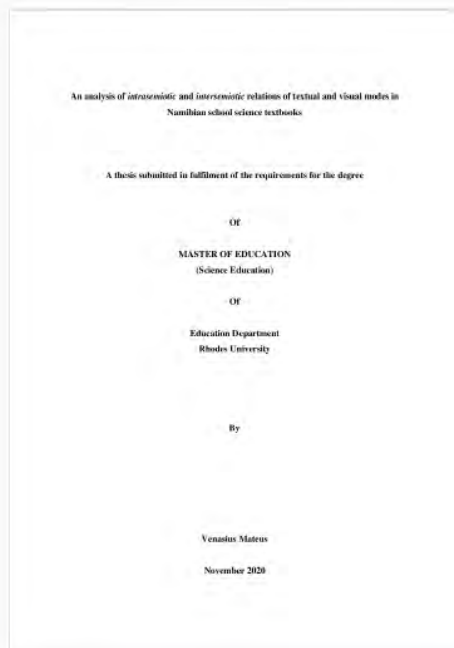 An analysis of intrasemiotic and intersemiotic relations of textual and visual modes in
Namibian school science textbooks
A thesis submitted in fulfilment of the requirements for the degree
Of
MASTER OF EDUCATION
(Science Education)
Of
Education Department
Rhodes University
By
Venasius Mateus
November 2020